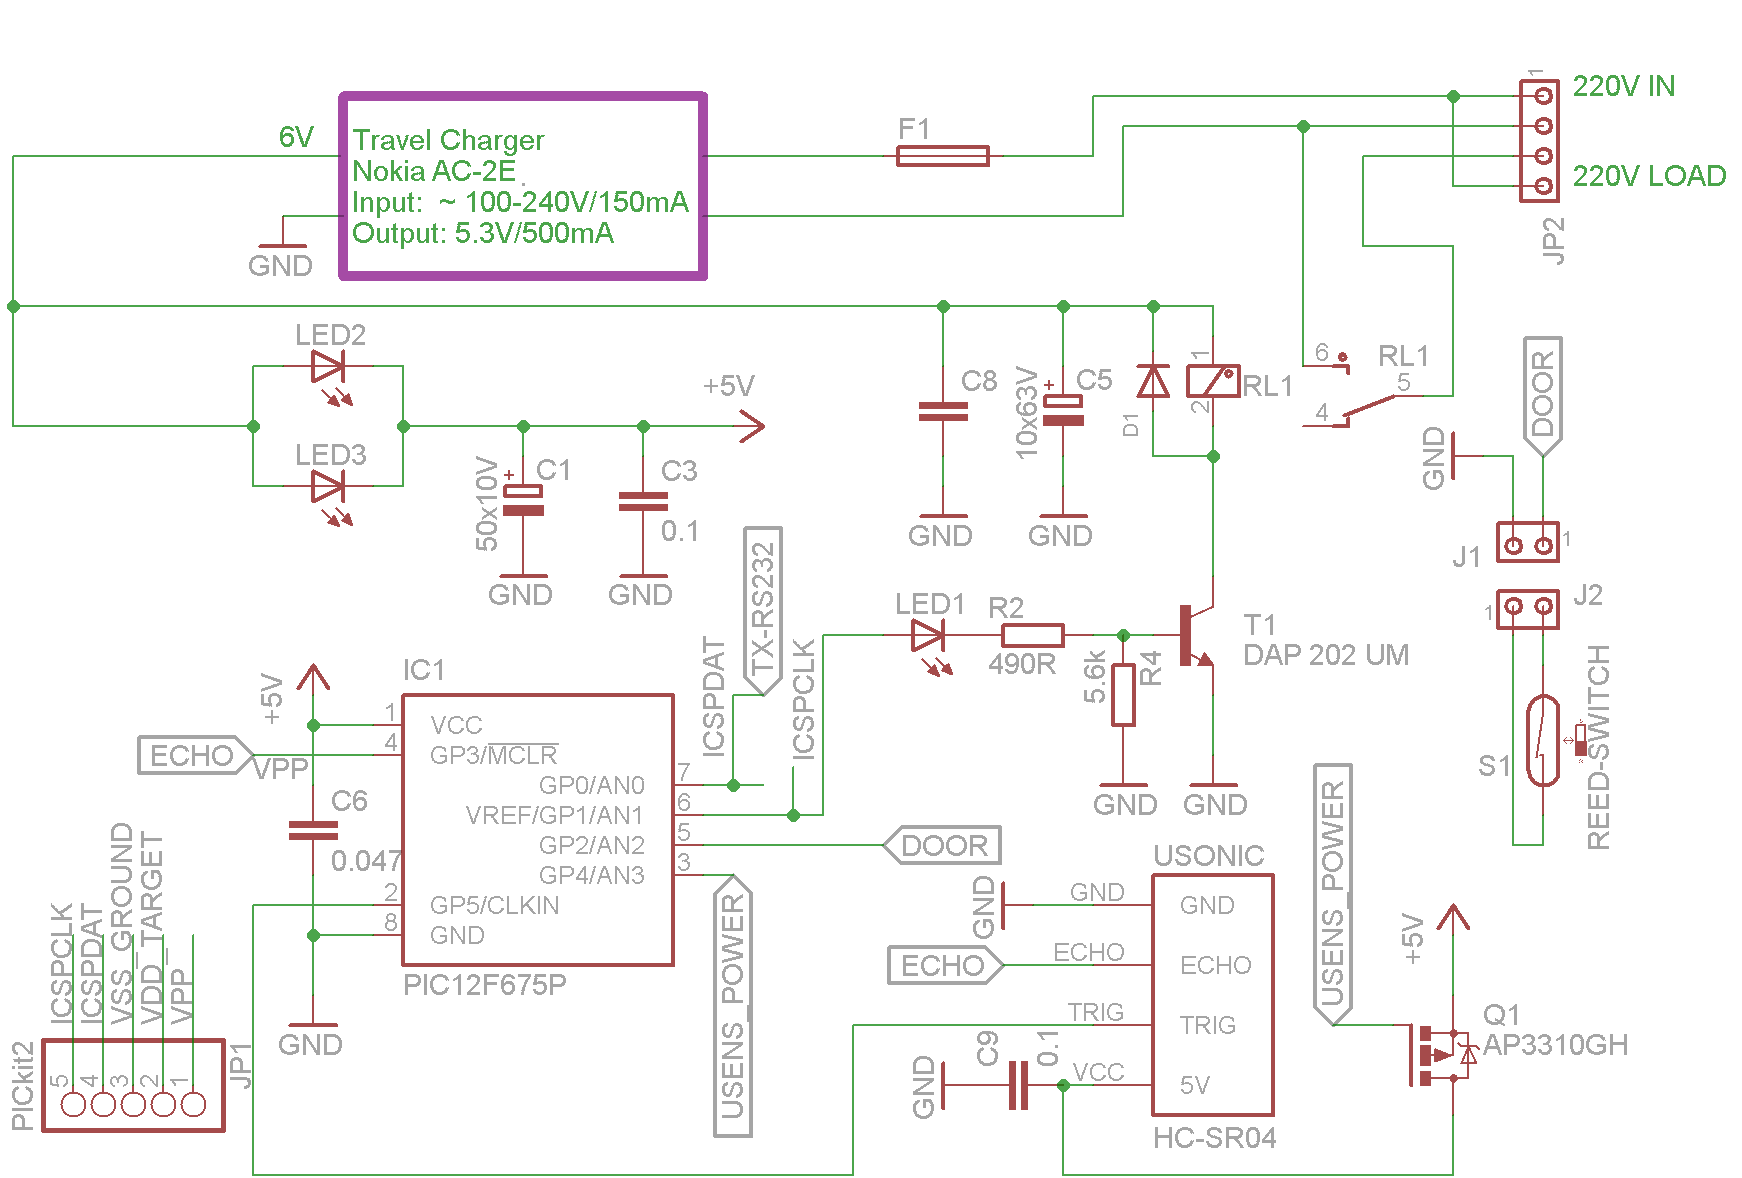 1
220V IN
220V LOAD
JP2
6V
Travel Charger
Nokia AC-2E
Input: ~ 100-240V/150mA
Output: 5.3V/500mA
F1
GND
LED2
LED3
+5V
50x10V
+
C1
C3
0.1
GND
GND
C8
10x63V
+
C5
D1
1
2
RL1
GND
GND
6
RL1
5
4
DOOR
GND
J1
1
1
J2
S1
REED-SWITCH
TX-RS232
ICSPDAT
ICSPCLK
LED1
R2
490R
5.6k
R4
T1
DAP 202 UM
GND
GND
IC1
+5V
1
VCC
4
GP3/MCLR
ECHO
VPP
GP0/AN0
7
VREF/GP1/AN1
6
GP2/AN2
5
GP4/AN3
3
C6
0.047
2
GP5/CLKIN
8
GND
PIC12F675P
GND
DOOR
USENS_POWER
ICSPCLK
ICSPDAT
VSS_GROUND
VDD_TARGET
VPP
PICkit2
5
4
3
2
1
JP1
USONIC
GND
GND
GND
ECHO
ECHO
ECHO
TRIG
TRIG
GND
C9
0.1
VCC
5V
HC-SR04
USENS_POWER
+5V
Q1
AP3310GH